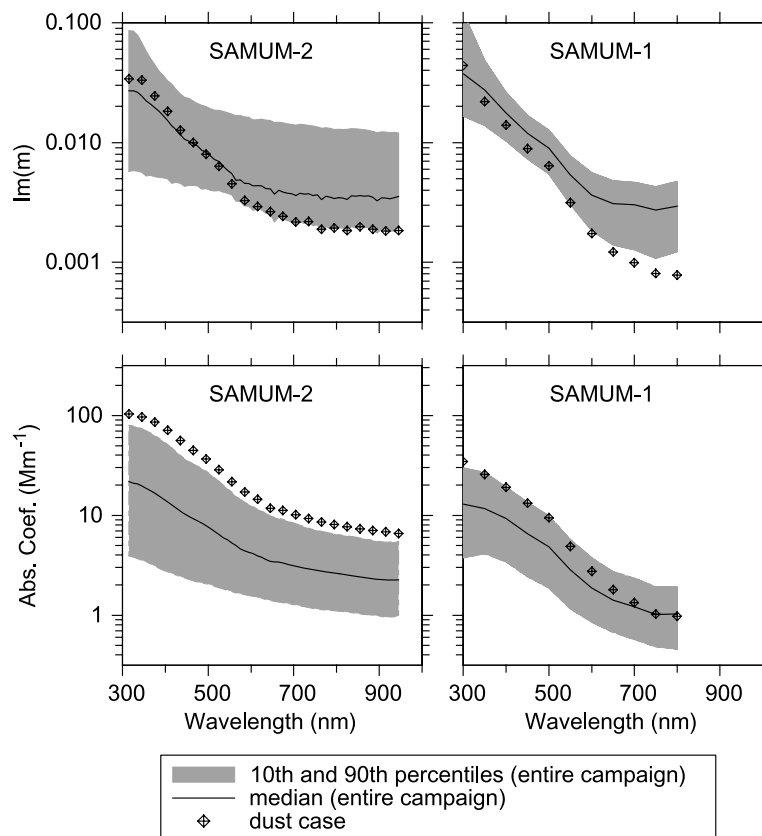 0.100
0.010
0.001
Im(m)
SAMUM-2
SAMUM-1
100
10
1
Abs. Coef. (Mm⁻¹)
SAMUM-2
SAMUM-1
300 500 700 900
300 500 700 900
Wavelength (nm)
Wavelength (nm)
10th and 90th percentiles (entire campaign)
median (entire campaign)
dust case